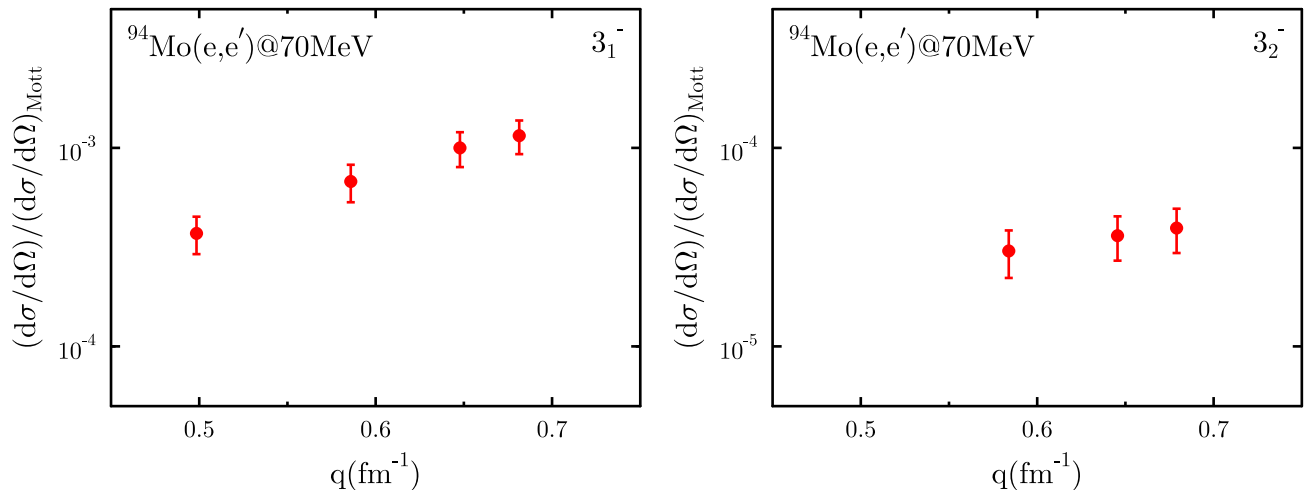 ⁹⁴Mo(e,e′)@70MeV
3₁⁻
(dσ/dΩ)/(dσ/dΩ)Mott
10⁻³
10⁻⁴
0.5 0.6 0.7
q(fm⁻¹)
⁹⁴Mo(e,e′)@70MeV
3₂⁻
(dσ/dΩ)/(dσ/dΩ)Mott
10⁻⁴
10⁻⁵
0.5 0.6 0.7
q(fm⁻¹)